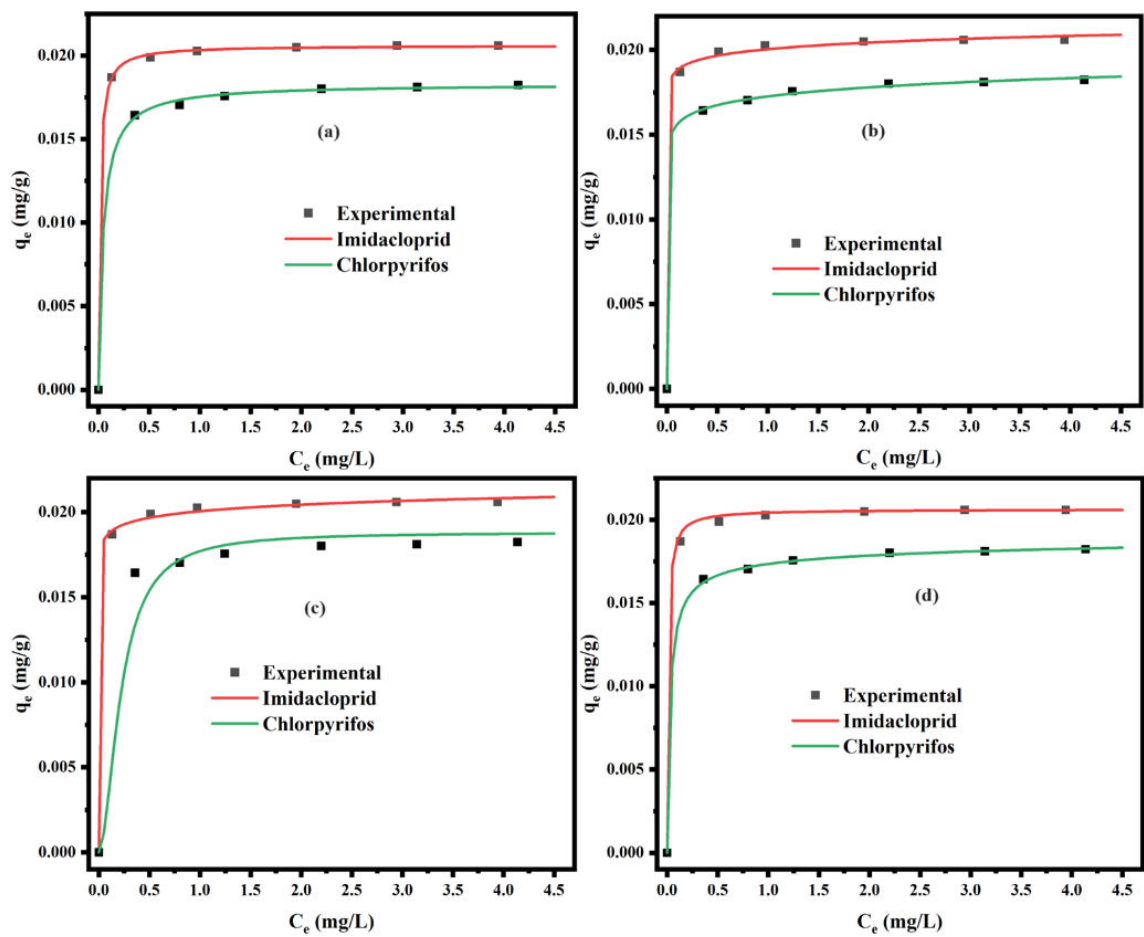 0.020
0.015
0.010
0.005
0.000
qe (mg/g)
(a)
Experimental
Imidacloprid
Chlorpyrifos
0.0 0.5 1.0 1.5 2.0 2.5 3.0 3.5 4.0 4.5
Ce (mg/L)
0.020
0.015
0.010
0.005
0.000
qe (mg/g)
(b)
Experimental
Imidacloprid
Chlorpyrifos
0.0 0.5 1.0 1.5 2.0 2.5 3.0 3.5 4.0 4.5
Ce (mg/L)
0.020
0.015
0.010
0.005
0.000
qe (mg/g)
(c)
Experimental
Imidacloprid
Chlorpyrifos
0.0 0.5 1.0 1.5 2.0 2.5 3.0 3.5 4.0 4.5
Ce (mg/L)
0.020
0.015
0.010
0.005
0.000
qe (mg/g)
(d)
Experimental
Imidacloprid
Chlorpyrifos
0.0 0.5 1.0 1.5 2.0 2.5 3.0 3.5 4.0 4.5
Ce (mg/L)